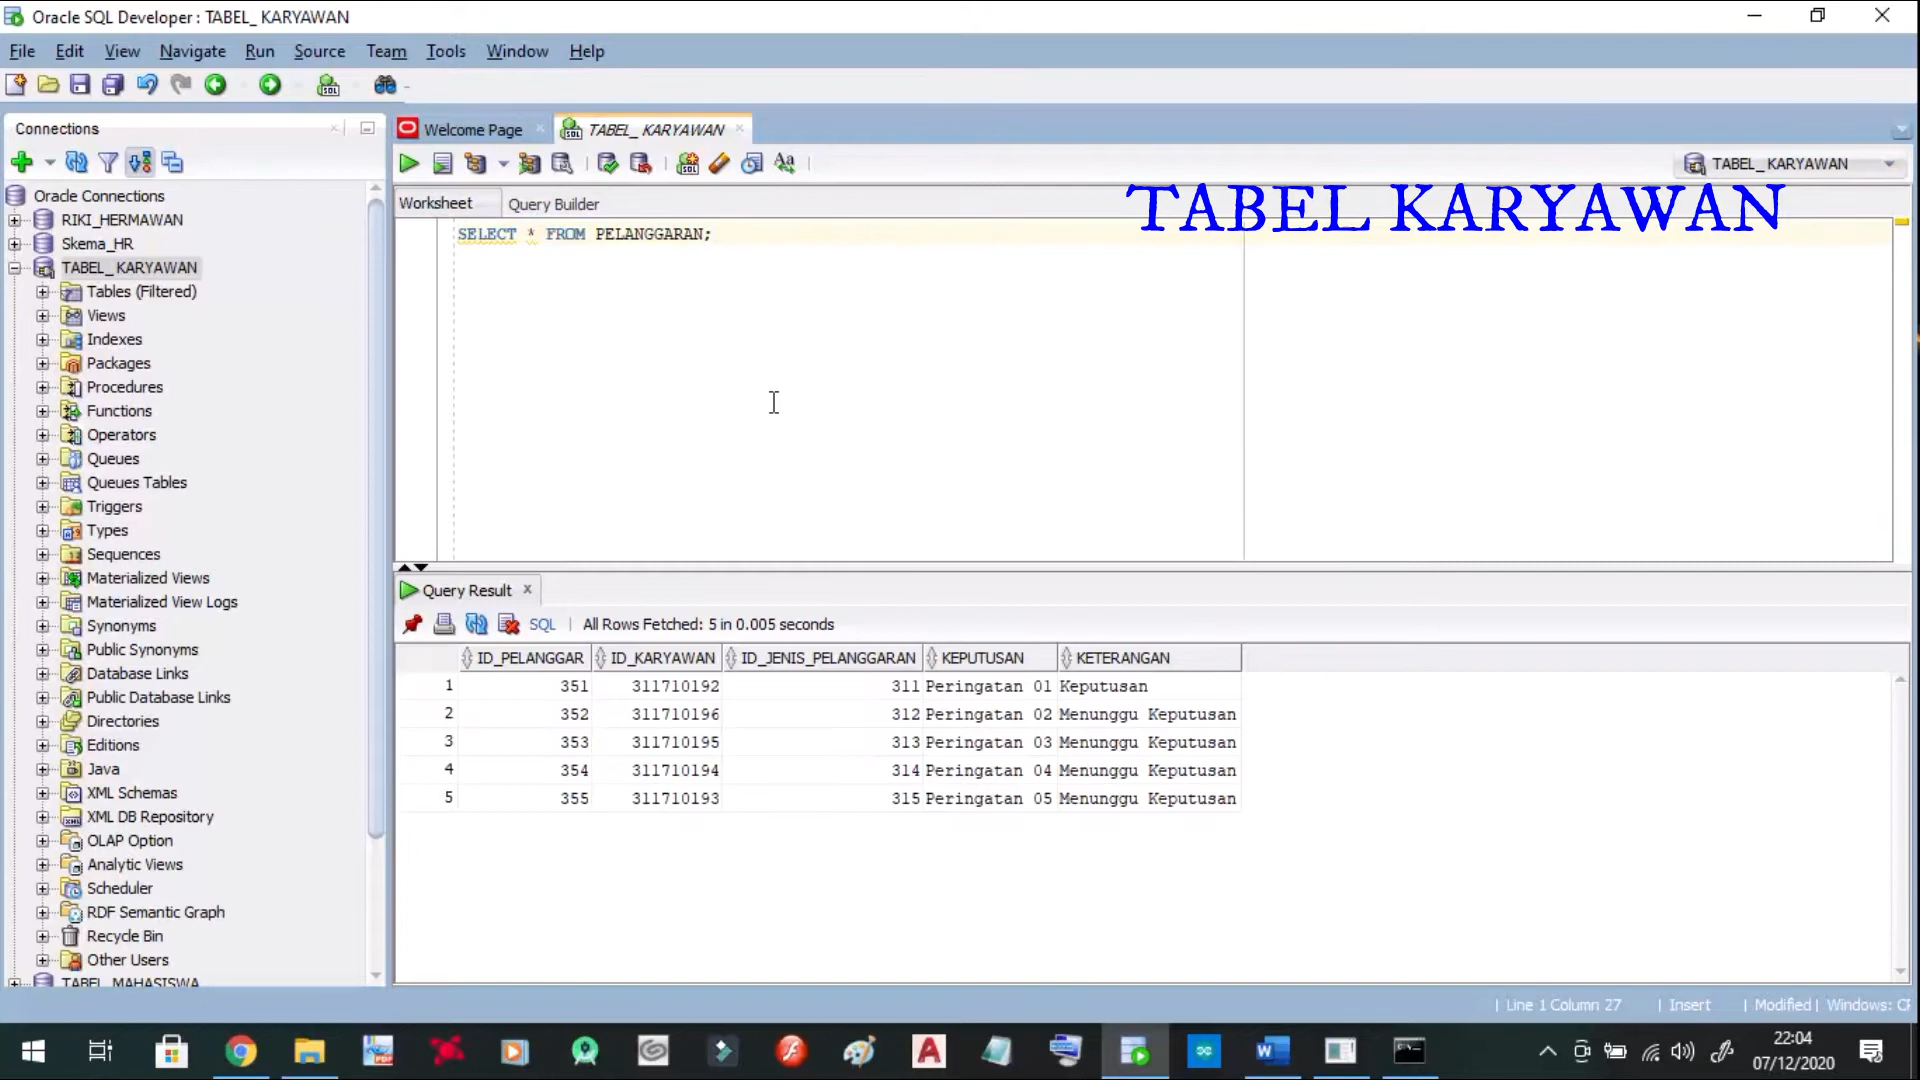 Oracle SQL Developer : TABEL_ KARYAWAN
File Edit View Navigate Run Source Team Tools Window Help
Connections
Oracle Connections
RIKI_HERMAWAN
Skema_HR
TABEL_ KARYAWAN
Tables (Filtered)
Views
Indexes
Packages
Procedures
Functions
Operators
Queues
Queues Tables
Triggers
Types
Sequences
Materialized Views
Materialized View Logs
Synonyms
Public Synonyms
Database Links
Public Database Links
Directories
Editions
Java
XML Schemas
XML DB Repository
OLAP Option
Analytic Views
Scheduler
RDF Semantic Graph
Recycle Bin
Other Users
TABEL_MAHASISWA
Welcome Page TABEL_ KARYAWAN
TABEL_KARYAWAN
Worksheet Query Builder
TABEL KARYAWAN
SELECT * FROM PELANGGARAN;
Query Result
SQL All Rows Fetched: 5 in 0.005 seconds
ID_PELANGGAR ID_KARYAWAN ID_JENIS_PELANGGARAN KEPUTUSAN KETERANGAN
1 351 311710192 311 Peringatan 01 Keputusan
2 352 311710196 312 Peringatan 02 Menunggu Keputusan
3 353 311710195 313 Peringatan 03 Menunggu Keputusan
4 354 311710194 314 Peringatan 04 Menunggu Keputusan
5 355 311710193 315 Peringatan 05 Menunggu Keputusan
Line 1 Column 27 Insert Modified Windows: CR
22:04
07/12/2020